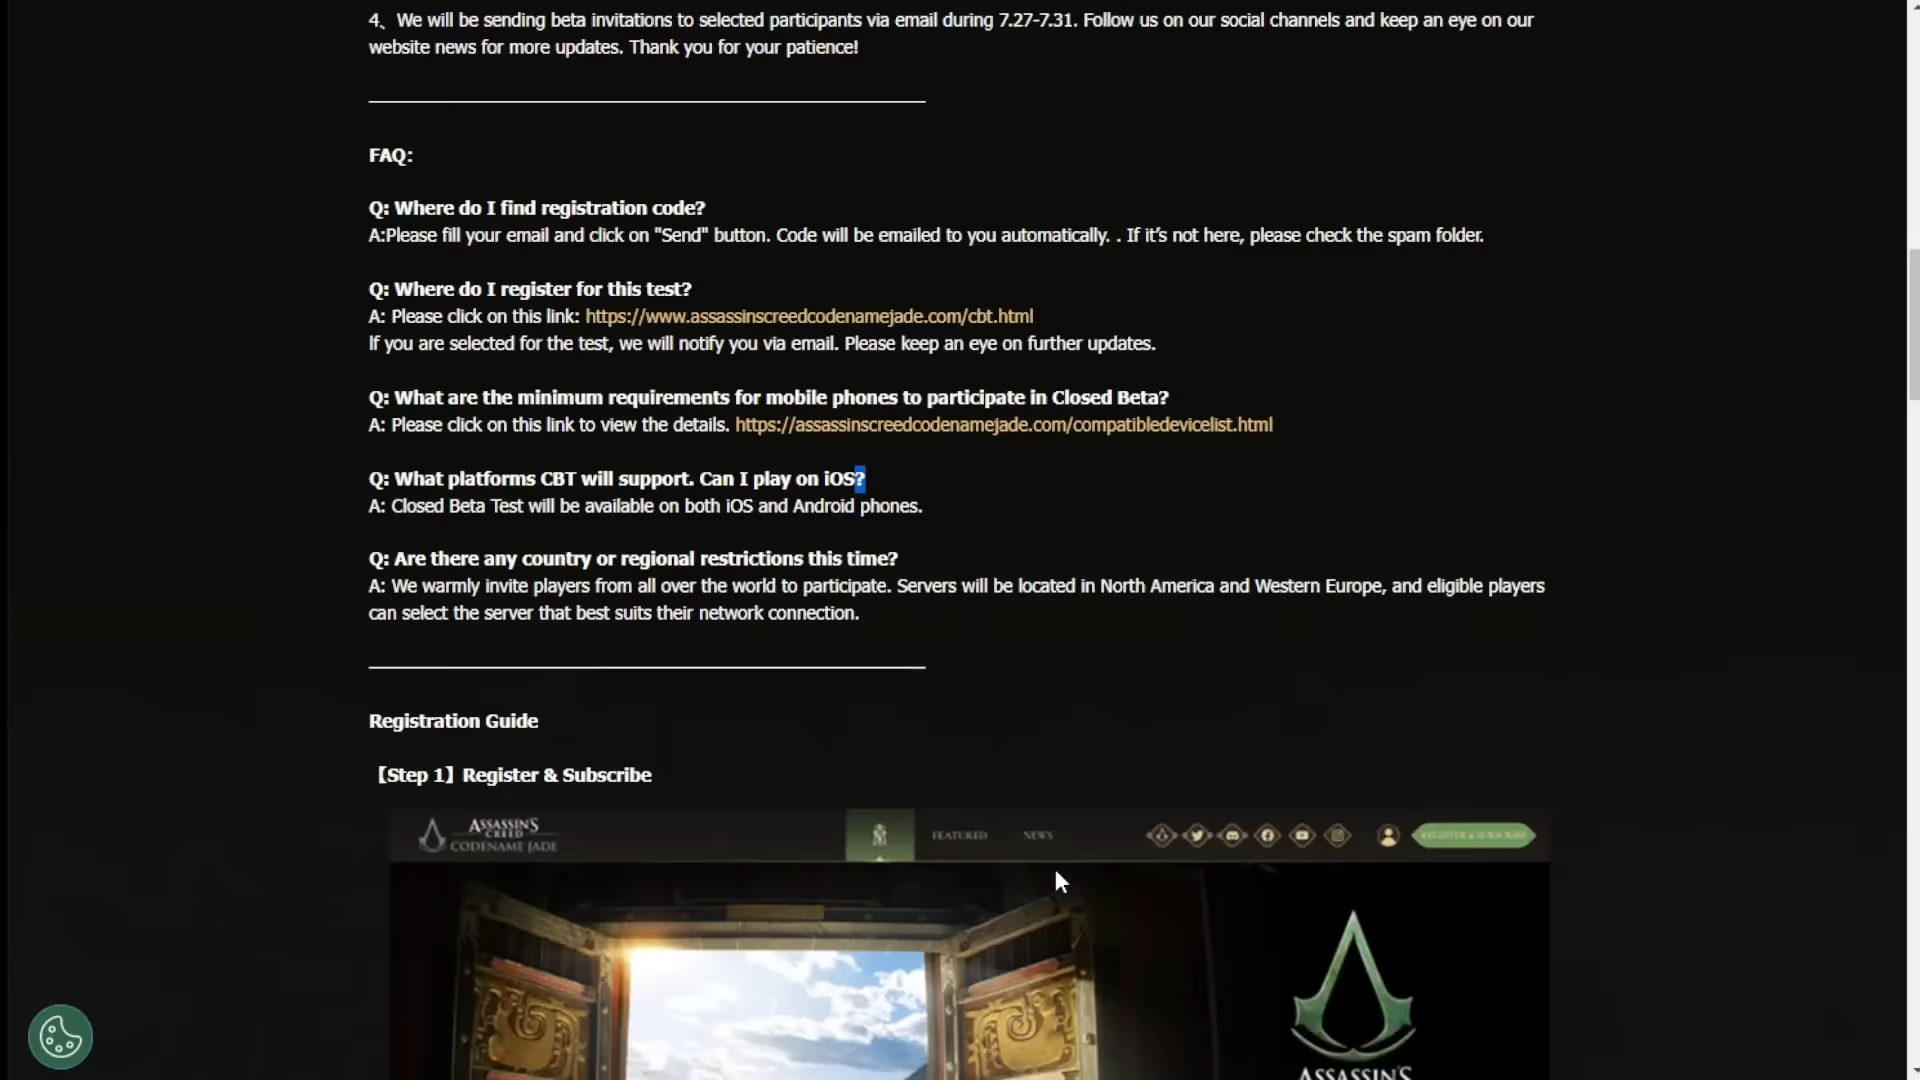 4、We will be sending beta invitations to selected participants via email during 7.27-7.31. Follow us on our social channels and keep an eye on our
website news for more updates. Thank you for your patience!
FAQ:
Q: Where do I find registration code?
A:Please fill your email and click on "Send" button. Code will be emailed to you automatically. . If it’s not here, please check the spam folder.
Q: Where do I register for this test?
A: Please click on this link: https://www.assassinscreedcodenamejade.com/cbt.html
If you are selected for the test, we will notify you via email. Please keep an eye on further updates.
Q: What are the minimum requirements for mobile phones to participate in Closed Beta?
A: Please click on this link to view the details. https://assassinscreedcodenamejade.com/compatibledevicelist.html
Q: What platforms CBT will support. Can I play on iOS?
A: Closed Beta Test will be available on both iOS and Android phones.
Q: Are there any country or regional restrictions this time?
A: We warmly invite players from all over the world to participate. Servers will be located in North America and Western Europe, and eligible players
can select the server that best suits their network connection.
Registration Guide
【Step 1】Register & Subscribe
ASSASSIN'S
CREED
CODENAME JADE
FEATURED
NEWS
REGISTER & SUBSCRIBE
ASSASSIN'S